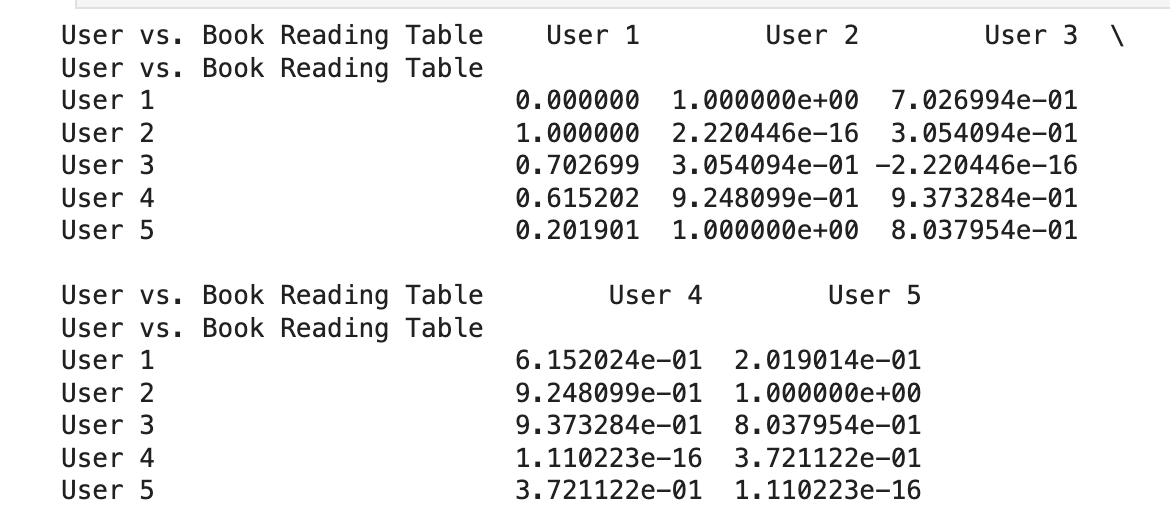 User vs. Book Reading Table    User 1        User 2        User 3  \
User vs. Book Reading Table
User 1                       0.000000  1.000000e+00  7.026994e-01
User 2                       1.000000  2.220446e-16  3.054094e-01
User 3                       0.702699  3.054094e-01 -2.220446e-16
User 4                       0.615202  9.248099e-01  9.373284e-01
User 5                       0.201901  1.000000e+00  8.037954e-01
User vs. Book Reading Table        User 4        User 5
User vs. Book Reading Table
User 1                       6.152024e-01  2.019014e-01
User 2                       9.248099e-01  1.000000e+00
User 3                       9.373284e-01  8.037954e-01
User 4                       1.110223e-16  3.721122e-01
User 5                       3.721122e-01  1.110223e-16